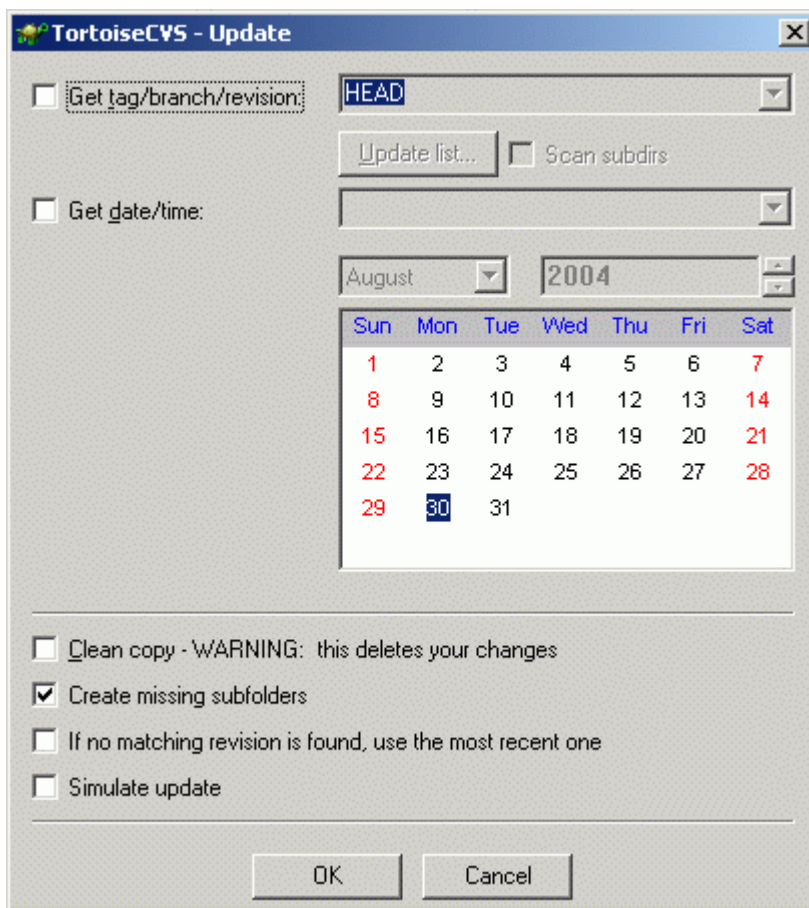 TortoiseCVS - Update
Get tag/branch/revision: HEAD
Update list... Scan subdirs
Get date/time:
August 2004
Sun Mon Tue Wed Thu Fri Sat
1 2 3 4 5 6 7
8 9 10 11 12 13 14
15 16 17 18 19 20 21
22 23 24 25 26 27 28
29 30 31
Clean copy - WARNING: this deletes your changes
Create missing subfolders
If no matching revision is found, use the most recent one
Simulate update
OK Cancel